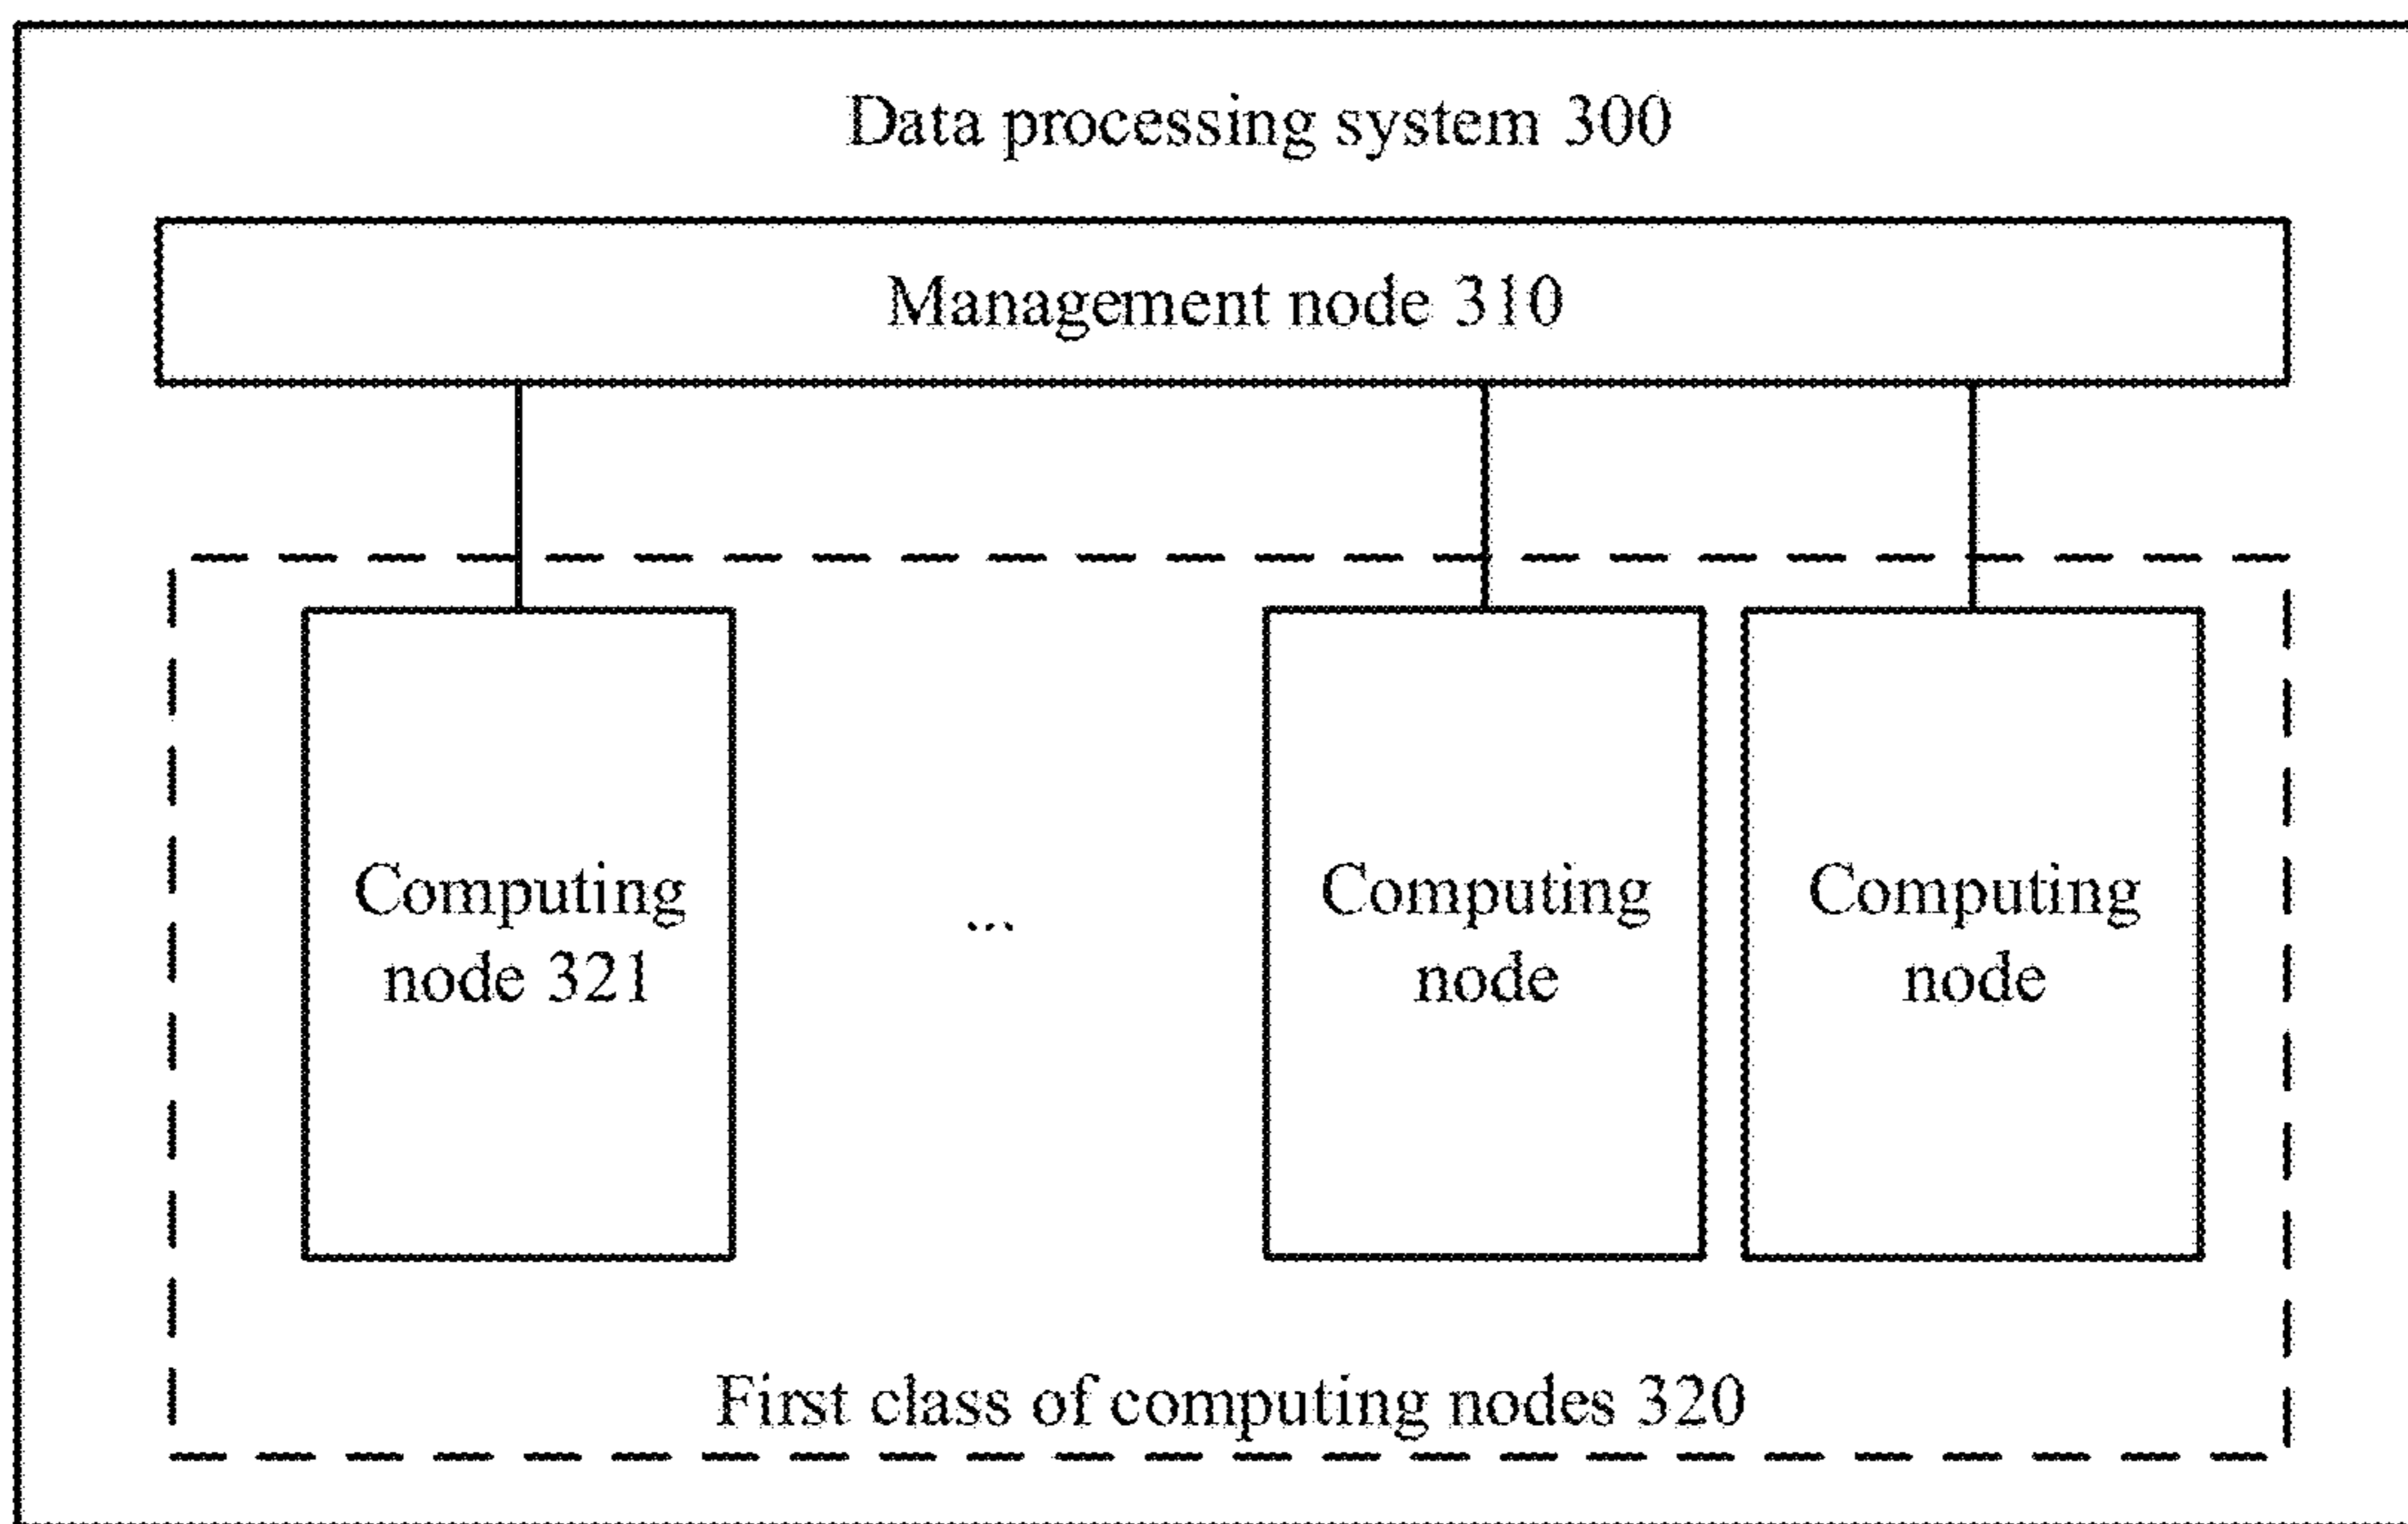 Data processing system 300
Management node 310
Computing
node 321
...
Computing
node
Computing
node
First class of computing nodes 320